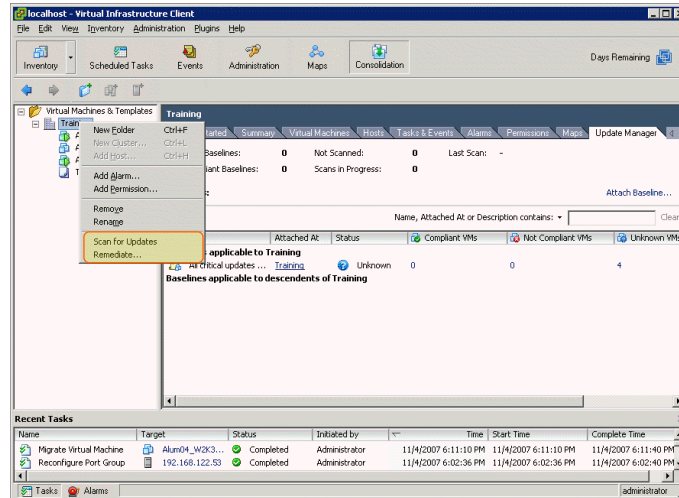 localhost - Virtual Infrastructure Client
File Edit View Inventory Administration Plugins Help
Inventory Scheduled Tasks Events Administration Maps Consolidation Days Remaining
Virtual Machines & Templates
Training
Summary Virtual Machines Hosts Tasks & Events Alarms Permissions Maps Update Manager
New Folder Ctrl+F
New Cluster... Ctrl+L
Add Host... Ctrl+H
Add Alarm...
Add Permission...
Remove
Rename
Scan for Updates
Remediate...
Baselines: 0 Not Scanned: 0 Last Scan: -
Baselines: 0 Scans in Progress: 0
Attach Baseline...
Name, Attached At or Description contains: Clear
Attached At Status Compliant VMs Not Compliant VMs Unknown VMs
applicable to Training
All critical updates ... Training Unknown 0 0 4
Baselines applicable to descendents of Training
Recent Tasks
Name Target Status Initiated by Time Start Time Complete Time
Migrate Virtual Machine Alum04_W2K3... Completed Administrator 11/4/2007 6:11:10 PM 11/4/2007 6:11:10 PM 11/4/2007 6:11:40 PM
Reconfigure Port Group 192.168.122.53 Completed Administrator 11/4/2007 6:02:36 PM 11/4/2007 6:02:36 PM 11/4/2007 6:02:40 PM
Tasks Alarms administrator